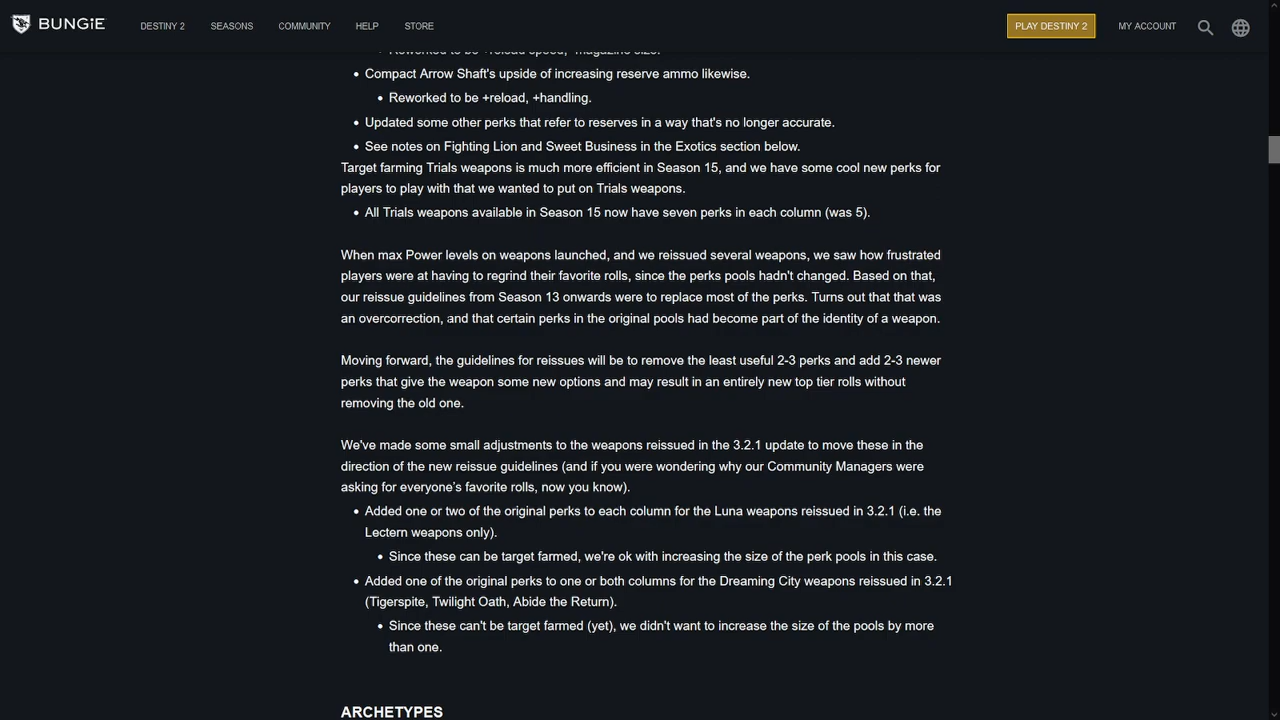 BUNGiE
DESTINY 2
SEASONS
COMMUNITY
HELP
STORE
PLAY DESTINY 2
MY ACCOUNT
Reworked to be +reload speed, -magazine size.
Compact Arrow Shaft's upside of increasing reserve ammo likewise.
Reworked to be +reload, +handling.
Updated some other perks that refer to reserves in a way that's no longer accurate.
See notes on Fighting Lion and Sweet Business in the Exotics section below.
Target farming Trials weapons is much more efficient in Season 15, and we have some cool new perks for
players to play with that we wanted to put on Trials weapons.
All Trials weapons available in Season 15 now have seven perks in each column (was 5).
When max Power levels on weapons launched, and we reissued several weapons, we saw how frustrated
players were at having to regrind their favorite rolls, since the perks pools hadn't changed. Based on that,
our reissue guidelines from Season 13 onwards were to replace most of the perks. Turns out that that was
an overcorrection, and that certain perks in the original pools had become part of the identity of a weapon.
Moving forward, the guidelines for reissues will be to remove the least useful 2-3 perks and add 2-3 newer
perks that give the weapon some new options and may result in an entirely new top tier rolls without
removing the old one.
We've made some small adjustments to the weapons reissued in the 3.2.1 update to move these in the
direction of the new reissue guidelines (and if you were wondering why our Community Managers were
asking for everyone's favorite rolls, now you know).
Added one or two of the original perks to each column for the Luna weapons reissued in 3.2.1 (i.e. the
Lectern weapons only).
Since these can be target farmed, we're ok with increasing the size of the perk pools in this case.
Added one of the original perks to one or both columns for the Dreaming City weapons reissued in 3.2.1
(Tigerspite, Twilight Oath, Abide the Return).
Since these can't be target farmed (yet), we didn't want to increase the size of the pools by more
than one.
ARCHETYPES